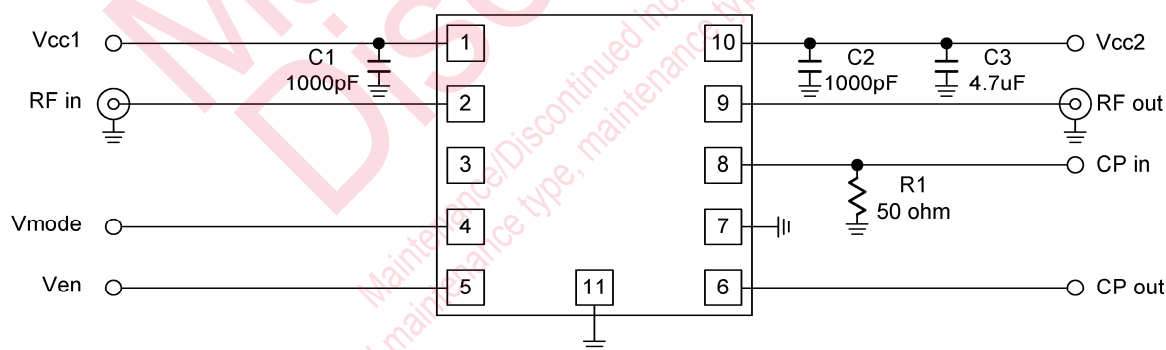 Vcc1
C1
1000pF
1
10
C2
1000pF
C3
4.7uF
Vcc2
RF in
2
9
RF out
3
8
CP in
R1
50 ohm
Vmode
4
7
Ven
5
11
6
CP out
Maintenance/Discontinued
maintenance type, maintenance